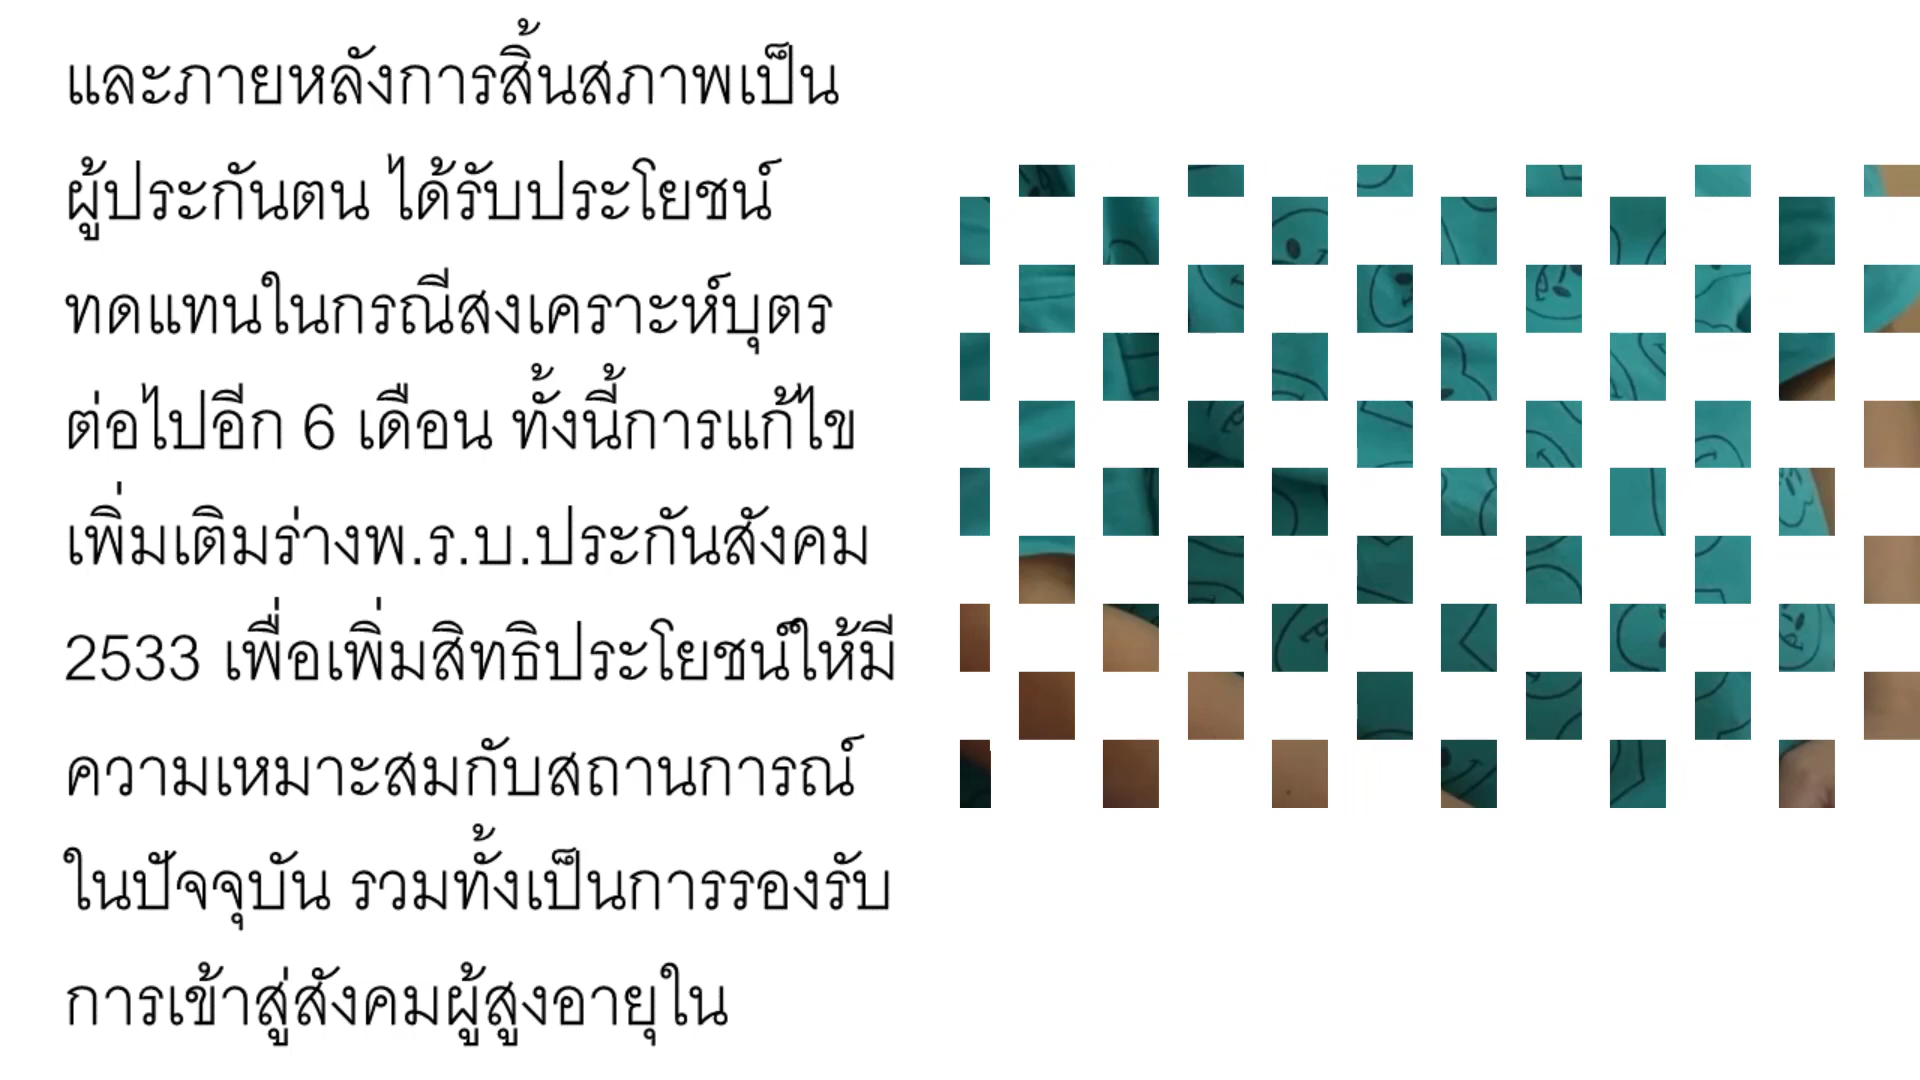 และภายหลังการสิ้นสภาพเป็น
ผู้ประกันตน ได้รับประโยชน์
ทดแทนในกรณีสงเคราะห์บุตร
ต่อไปอีก 6 เดือน ทั้งนี้การแก้ไข
เพิ่มเติมร่างพ.ร.บ.ประกันสังคม
2533 เพื่อเพิ่มสิทธิประโยชน์ให้มี
ความเหมาะสมกับสถานการณ์
ในปัจจุบัน รวมทั้งเป็นการรองรับ
การเข้าสู่สังคมผู้สูงอายุใน